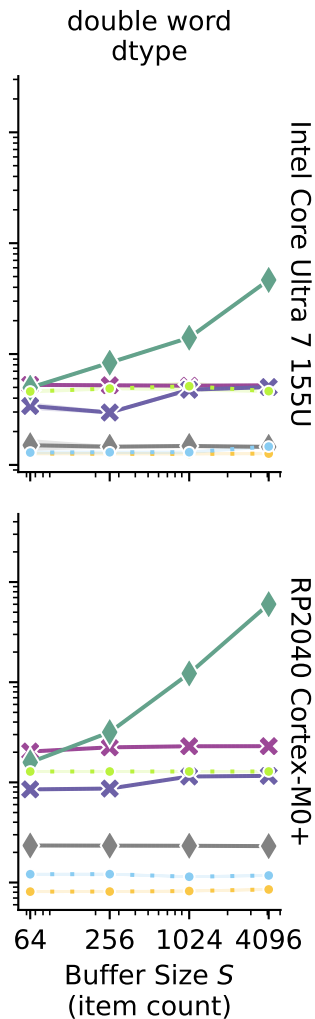 double word
dtype
Intel Core Ultra 7 155U
RP2040 Cortex-M0+
64 256 1024 4096
Buffer Size S
(item count)